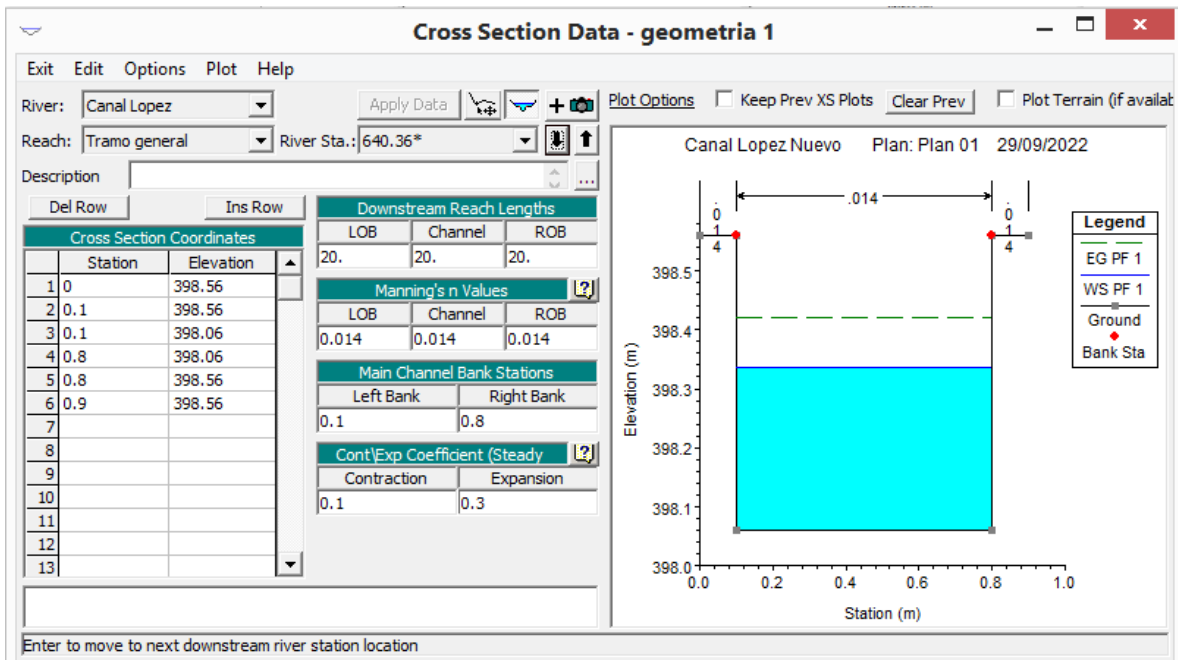 Cross Section Data - geometria 1
Exit Edit Options Plot Help
River: Canal Lopez Apply Data + Plot Options Keep Prev XS Plots Clear Prev Plot Terrain (if availab
Reach: Tramo general River Sta.: 640.36*
Description ...
Del Row Ins Row
Cross Section Coordinates
Station Elevation
1 0 398.56
2 0.1 398.56
3 0.1 398.06
4 0.8 398.06
5 0.8 398.56
6 0.9 398.56
7
8
9
10
11
12
13
Downstream Reach Lengths
LOB Channel ROB
20. 20. 20.
Manning's n Values
LOB Channel ROB
0.014 0.014 0.014
Main Channel Bank Stations
Left Bank Right Bank
0.1 0.8
Cont\Exp Coefficient (Steady
Contraction Expansion
0.1 0.3
Canal Lopez Nuevo Plan: Plan 01 29/09/2022
.014 .014 .014
Legend
EG PF 1
WS PF 1
Ground
Bank Sta
Elevation (m)
398.5
398.4
398.3
398.2
398.1
398.0
0.0 0.2 0.4 0.6 0.8 1.0
Station (m)
Enter to move to next downstream river station location